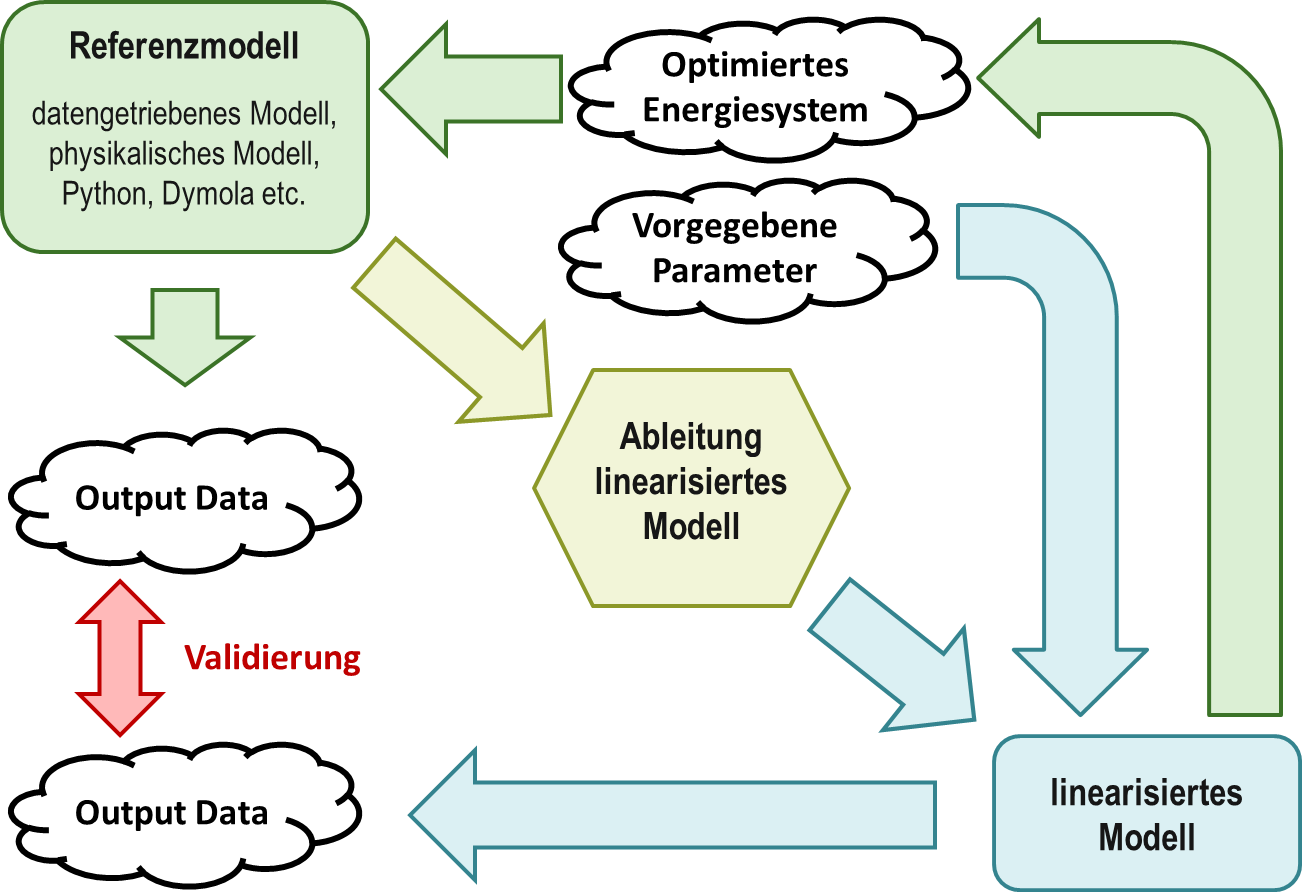 Referenzmodell
datengetriebenes Modell,
physikalisches Modell,
Python, Dymola etc.
Optimiertes
Energiesystem
Vorgegebene
Parameter
Ableitung
linearisiertes
Modell
Output Data
Validierung
Output Data
linearisiertes
Modell